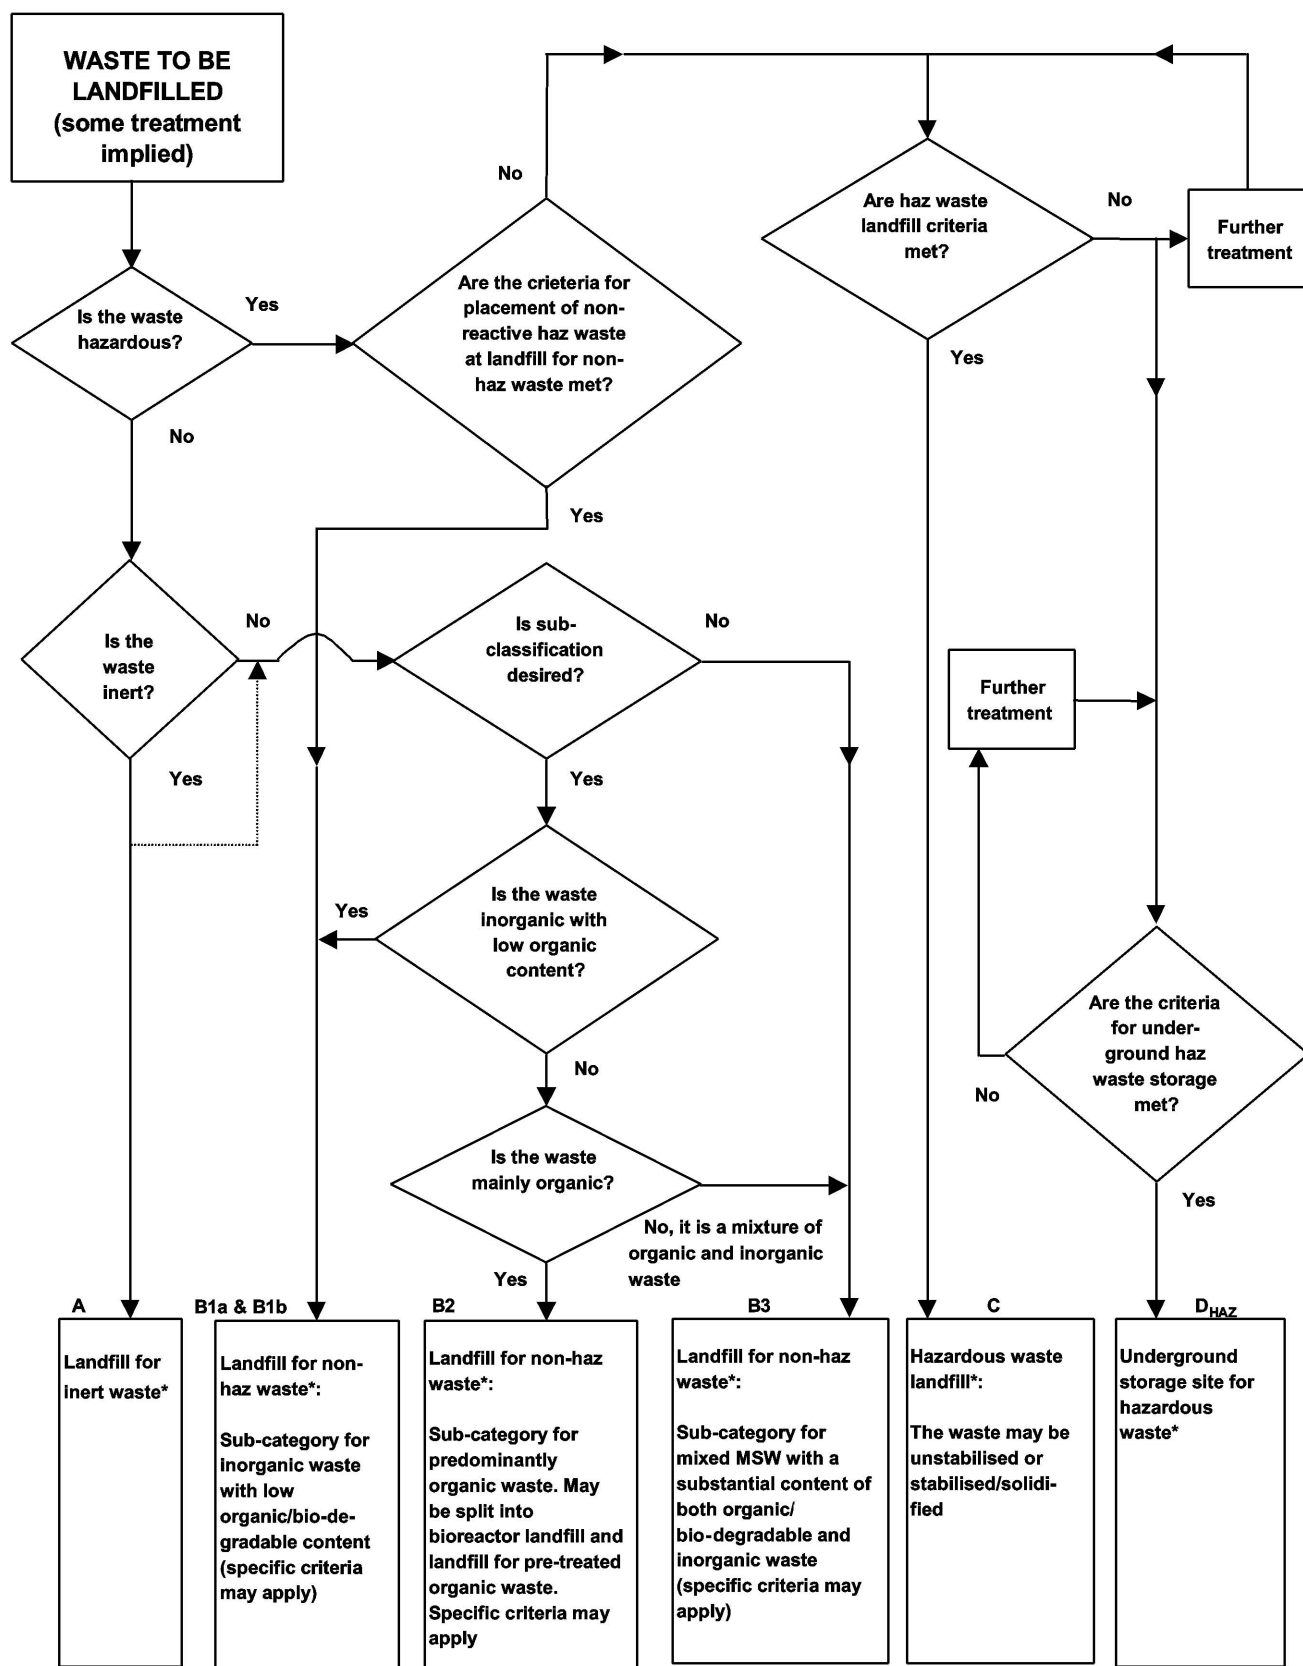 WASTE TO BE
LANDFILLED
(some treatment
implied)
No
Are haz waste
landfill criteria
met?
No
Further
treatment
Is the waste
hazardous?
Yes
Are the crieteria for
placement of non-
reactive haz waste
at landfill for non-
haz waste met?
Yes
No
Yes
Is the
waste
inert?
No
Is sub-
classification
desired?
No
Further
treatment
Yes
Yes
Is the waste
inorganic with
low organic
content?
Yes
No
Are the criteria
for under-
ground haz
waste storage
met?
No
Yes
Is the waste
mainly organic?
No, it is a mixture of
organic and inorganic
waste
Yes
A
Landfill for
inert waste*
B1a & B1b
Landfill for non-
haz waste*:
Sub-category for
inorganic waste
with low
organic/bio-de-
gradable content
(specific criteria
may apply)
B2
Landfill for non-haz
waste*:
Sub-category for
predominantly
organic waste. May
be split into
bioreactor landfill and
landfill for pre-treated
organic waste.
Specific criteria may
apply
B3
Landfill for non-haz
waste*:
Sub-category for
mixed MSW with a
substantial content of
both organic/
bio-degradable and
inorganic waste
(specific criteria may
apply)
C
Hazardous waste
landfill*:
The waste may be
unstabilised or
stabilised/solidi-
fied
DHAZ
Underground
storage site for
hazardous
waste*